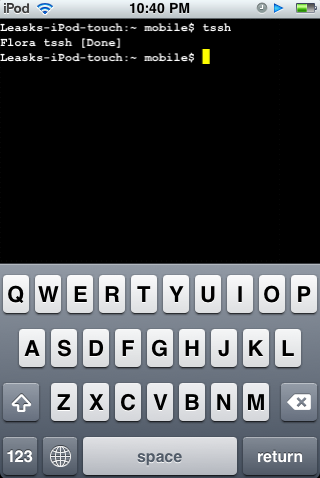 iPod 10:40 PM
Leasks-iPod-touch:~ mobile$ tssh
Flora tssh [Done]
Leasks-iPod-touch:~ mobile$
Q W E R T Y U I O P
A S D F G H J K L
Z X C V B N M
123 space return